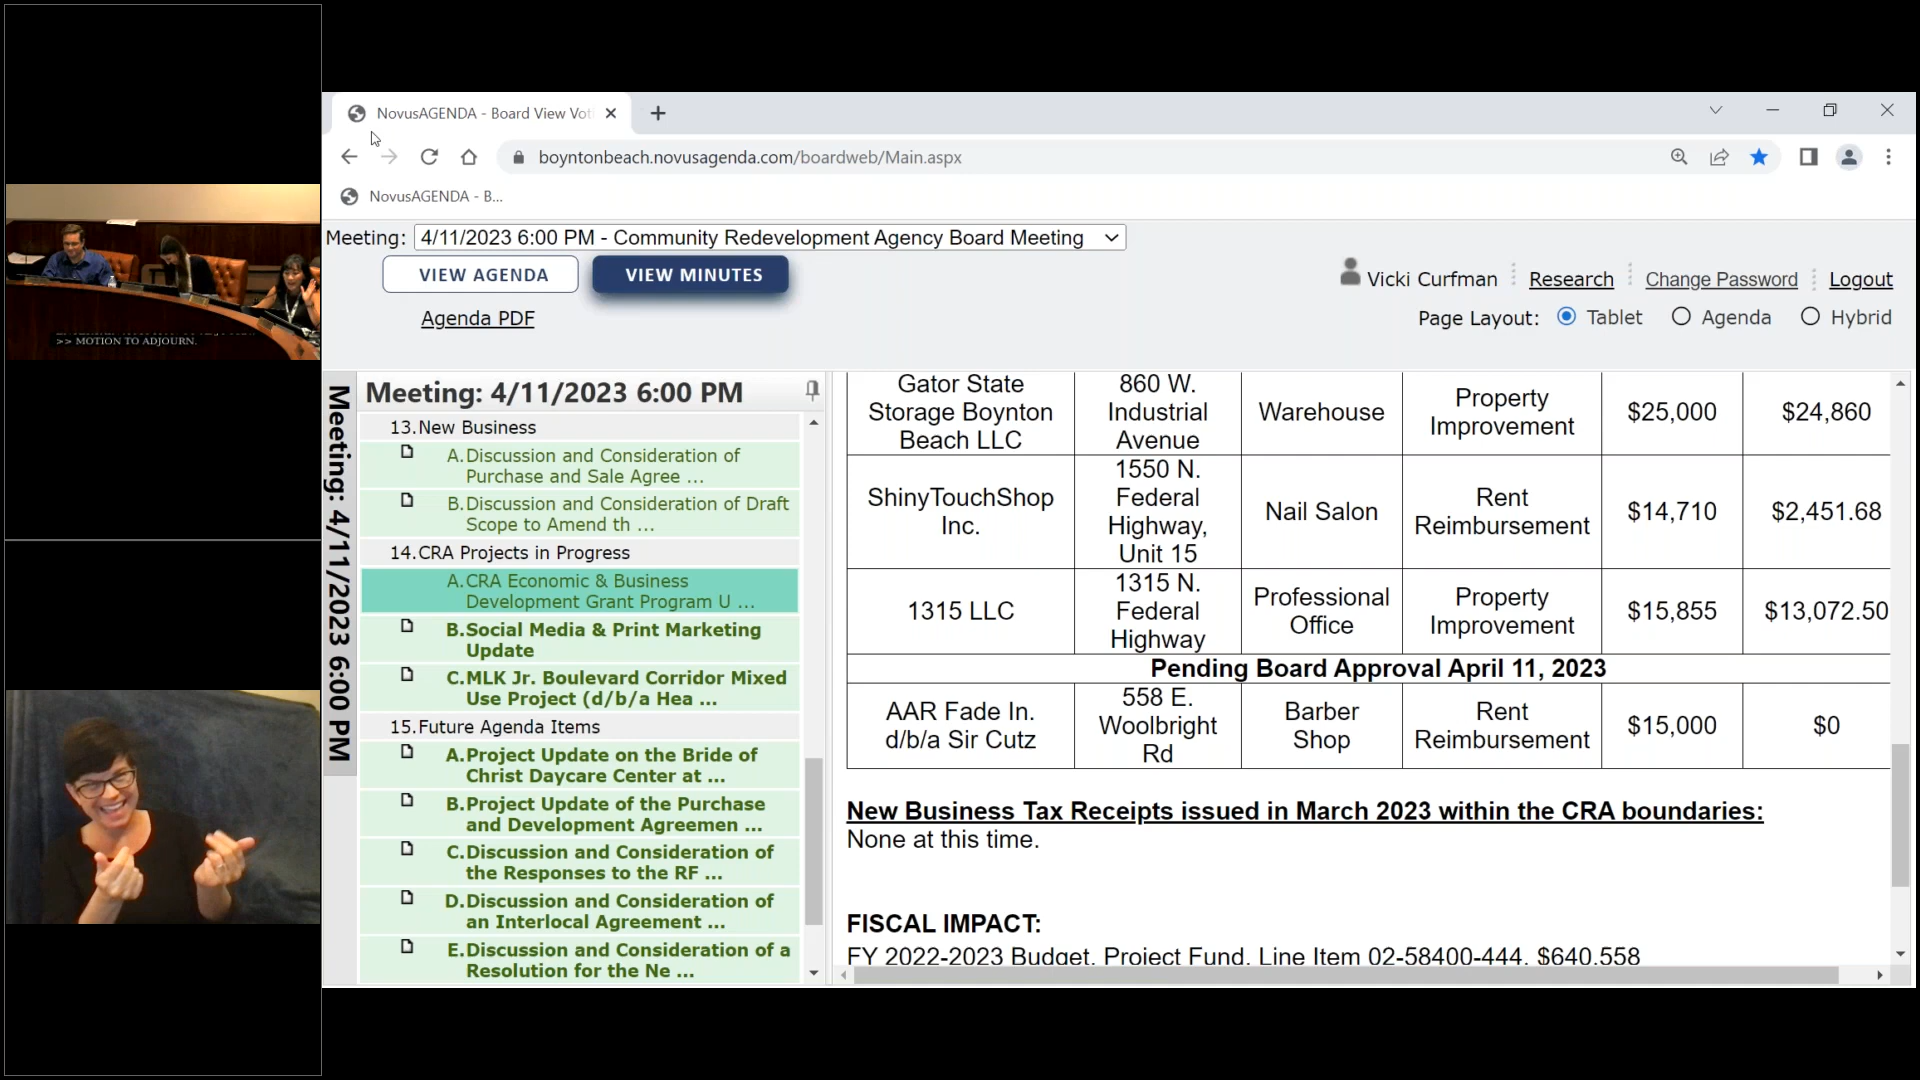 NovusAGENDA - Board View Vot
boyntonbeach.novusagenda.com/boardweb/Main.aspx
NovusAGENDA - B...
Meeting: 4/11/2023 6:00 PM - Community Redevelopment Agency Board Meeting
VIEW AGENDA VIEW MINUTES
Agenda PDF
Vicki Curfman Research Change Password Logout
Page Layout: Tablet Agenda Hybrid
>> MOTION TO ADJOURN.
Meeting: 4/11/2023 6:00 PM
Meeting: 4/11/2023 6:00 PM
13.New Business
A.Discussion and Consideration of
Purchase and Sale Agree ...
B.Discussion and Consideration of Draft
Scope to Amend th ...
14.CRA Projects in Progress
A.CRA Economic & Business
Development Grant Program U ...
B.Social Media & Print Marketing
Update
C.MLK Jr. Boulevard Corridor Mixed
Use Project (d/b/a Hea ...
15.Future Agenda Items
A.Project Update on the Bride of
Christ Daycare Center at ...
B.Project Update of the Purchase
and Development Agreemen ...
C.Discussion and Consideration of
the Responses to the RF ...
D.Discussion and Consideration of
an Interlocal Agreement ...
E.Discussion and Consideration of a
Resolution for the Ne ...
Gator State
Storage Boynton
Beach LLC
860 W.
Industrial
Avenue
Warehouse
Property
Improvement
$25,000
$24,860
ShinyTouchShop
Inc.
1550 N.
Federal
Highway,
Unit 15
Nail Salon
Rent
Reimbursement
$14,710
$2,451.68
1315 LLC
1315 N.
Federal
Highway
Professional
Office
Property
Improvement
$15,855
$13,072.50
Pending Board Approval April 11, 2023
AAR Fade In.
d/b/a Sir Cutz
558 E.
Woolbright
Rd
Barber
Shop
Rent
Reimbursement
$15,000
$0
New Business Tax Receipts issued in March 2023 within the CRA boundaries:
None at this time.
FISCAL IMPACT:
FY 2022-2023 Budget, Project Fund, Line Item 02-58400-444, $640,558